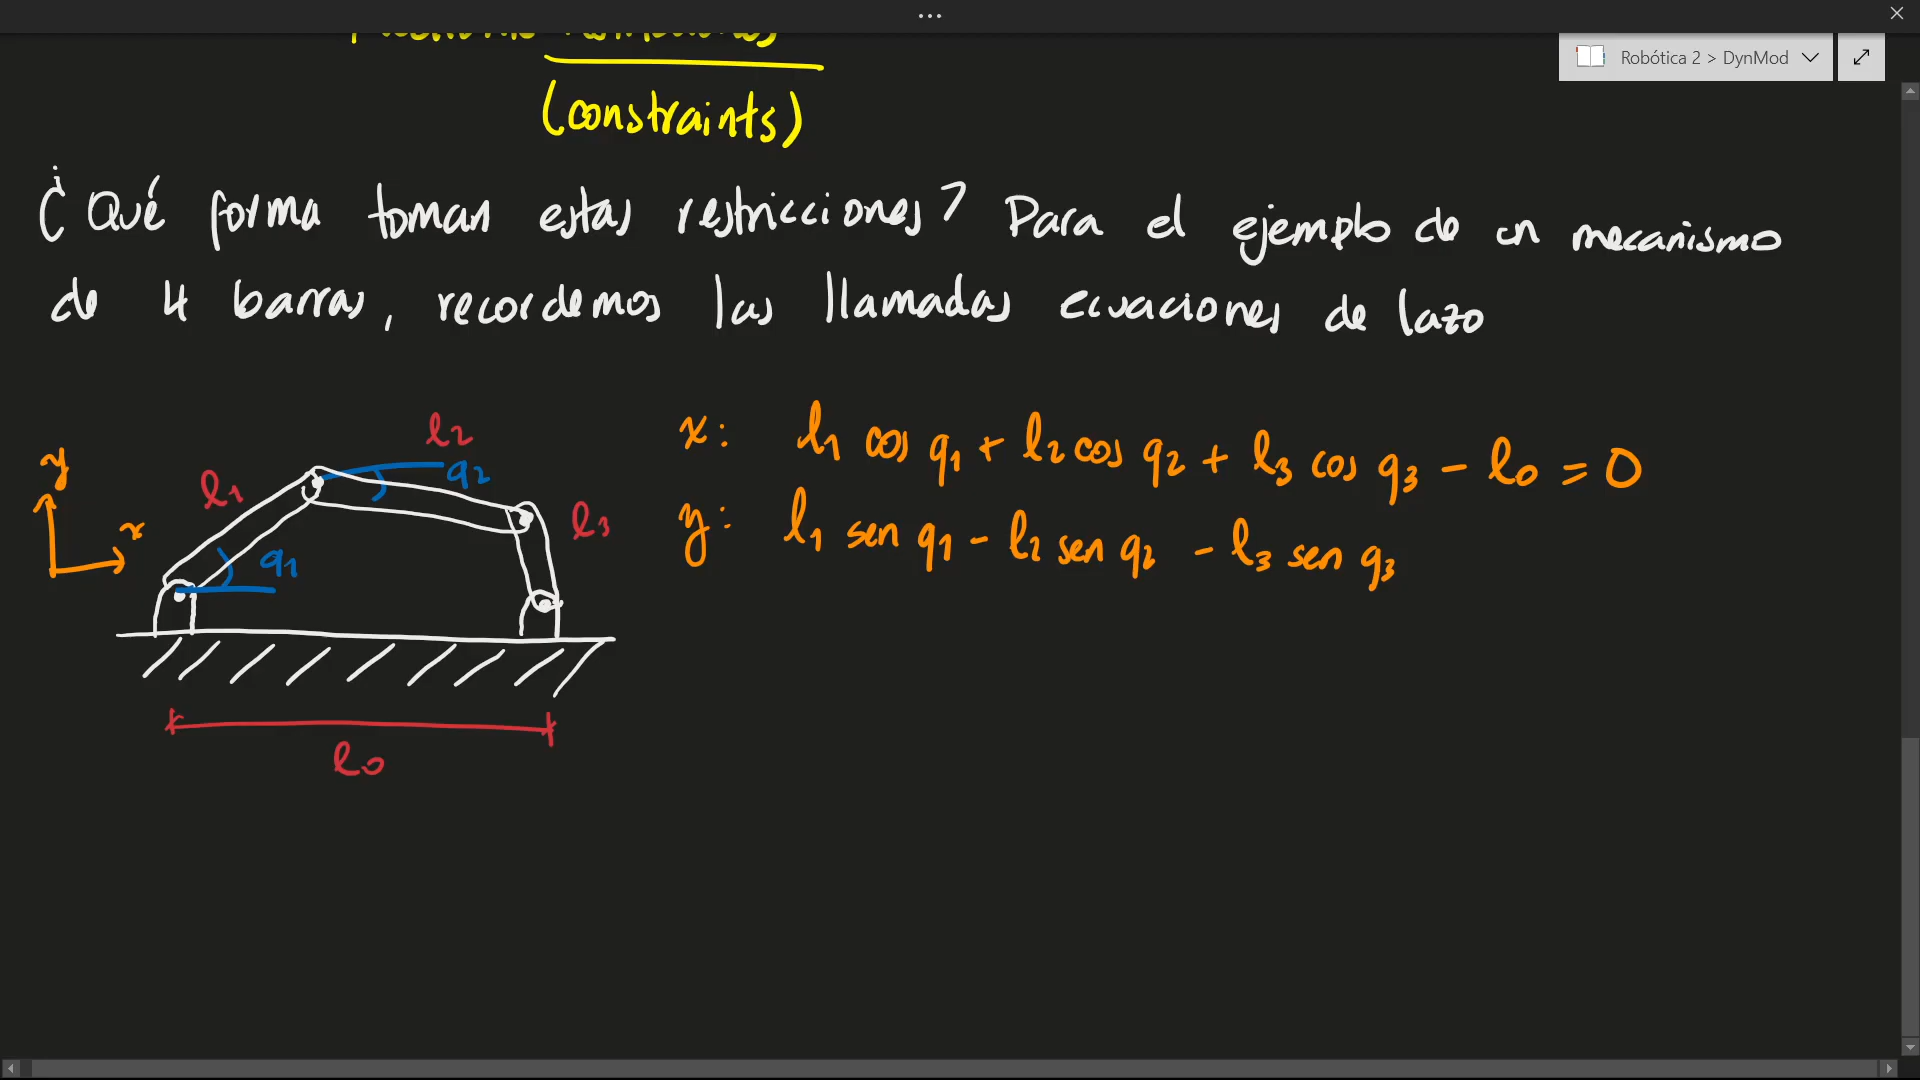 Robótica 2 > DynMod
(constraints)
¿Qué forma toman estas restricciones? Para el ejemplo de un mecanismo
de 4 barras, recordemos las llamadas ecuaciones de lazo
x: l1 cos q1 + l2 cos q2 + l3 cos q3 - l0 = 0
y: l1 sen q1 - l2 sen q2 - l3 sen q3
y
x
l1
l2
q2
l3
q1
l0